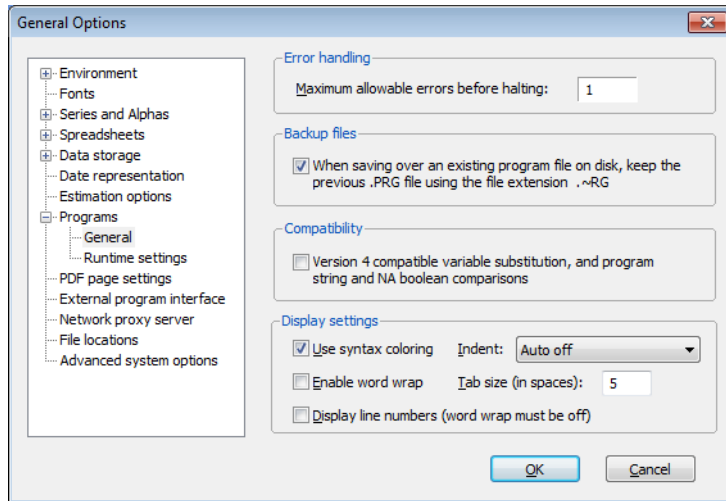 General Options
Environment
Fonts
Series and Alphas
Spreadsheets
Data storage
Date representation
Estimation options
Programs
General
Runtime settings
PDF page settings
External program interface
Network proxy server
File locations
Advanced system options
Error handling
Maximum allowable errors before halting: 1
Backup files
When saving over an existing program file on disk, keep the
previous .PRG file using the file extension .~RG
Compatibility
Version 4 compatible variable substitution, and program
string and NA boolean comparisons
Display settings
Use syntax coloring Indent: Auto off
Enable word wrap Tab size (in spaces): 5
Display line numbers (word wrap must be off)
OK Cancel